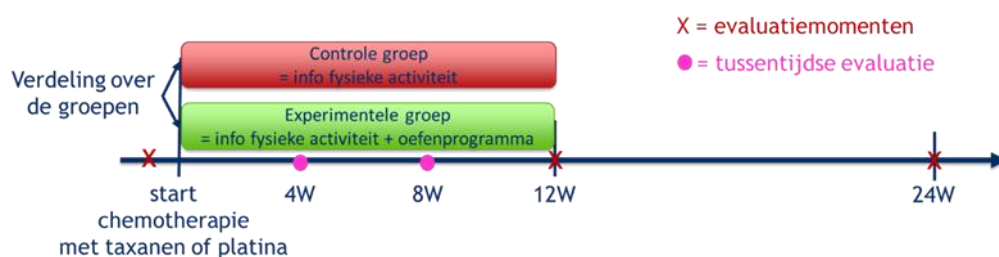 Controle groep
= info fysieke activiteit
X = evaluatiemomenten
= tussentijdse evaluatie
Verdeling over
de groepen
Experimentele groep
= info fysieke activiteit + oefenprogramma
X
X
X
start
chemotherapie
met taxanen of platina
4W
8W
12W
24W